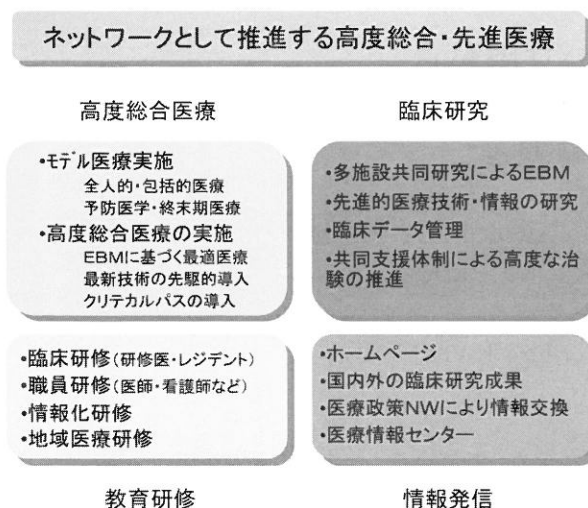 ネットワークとして推進する高度総合・先進医療
高度総合医療
・モデル医療実施
全人的・包括的医療
予防医学・終末期医療
・高度総合医療の実施
EBMに基づく最適医療
最新技術の先駆的導入
クリテカルパスの導入
臨床研究
・多施設共同研究によるEBM
・先進的医療技術・情報の研究
・臨床データ管理
・共同支援体制による高度な治
験の推進
・臨床研修(研修医・レジデント)
・職員研修(医師・看護師など)
・情報化研修
・地域医療研修
教育研修
・ホームページ
・国内外の臨床研究成果
・医療政策NWにより情報交換
・医療情報センター
情報発信